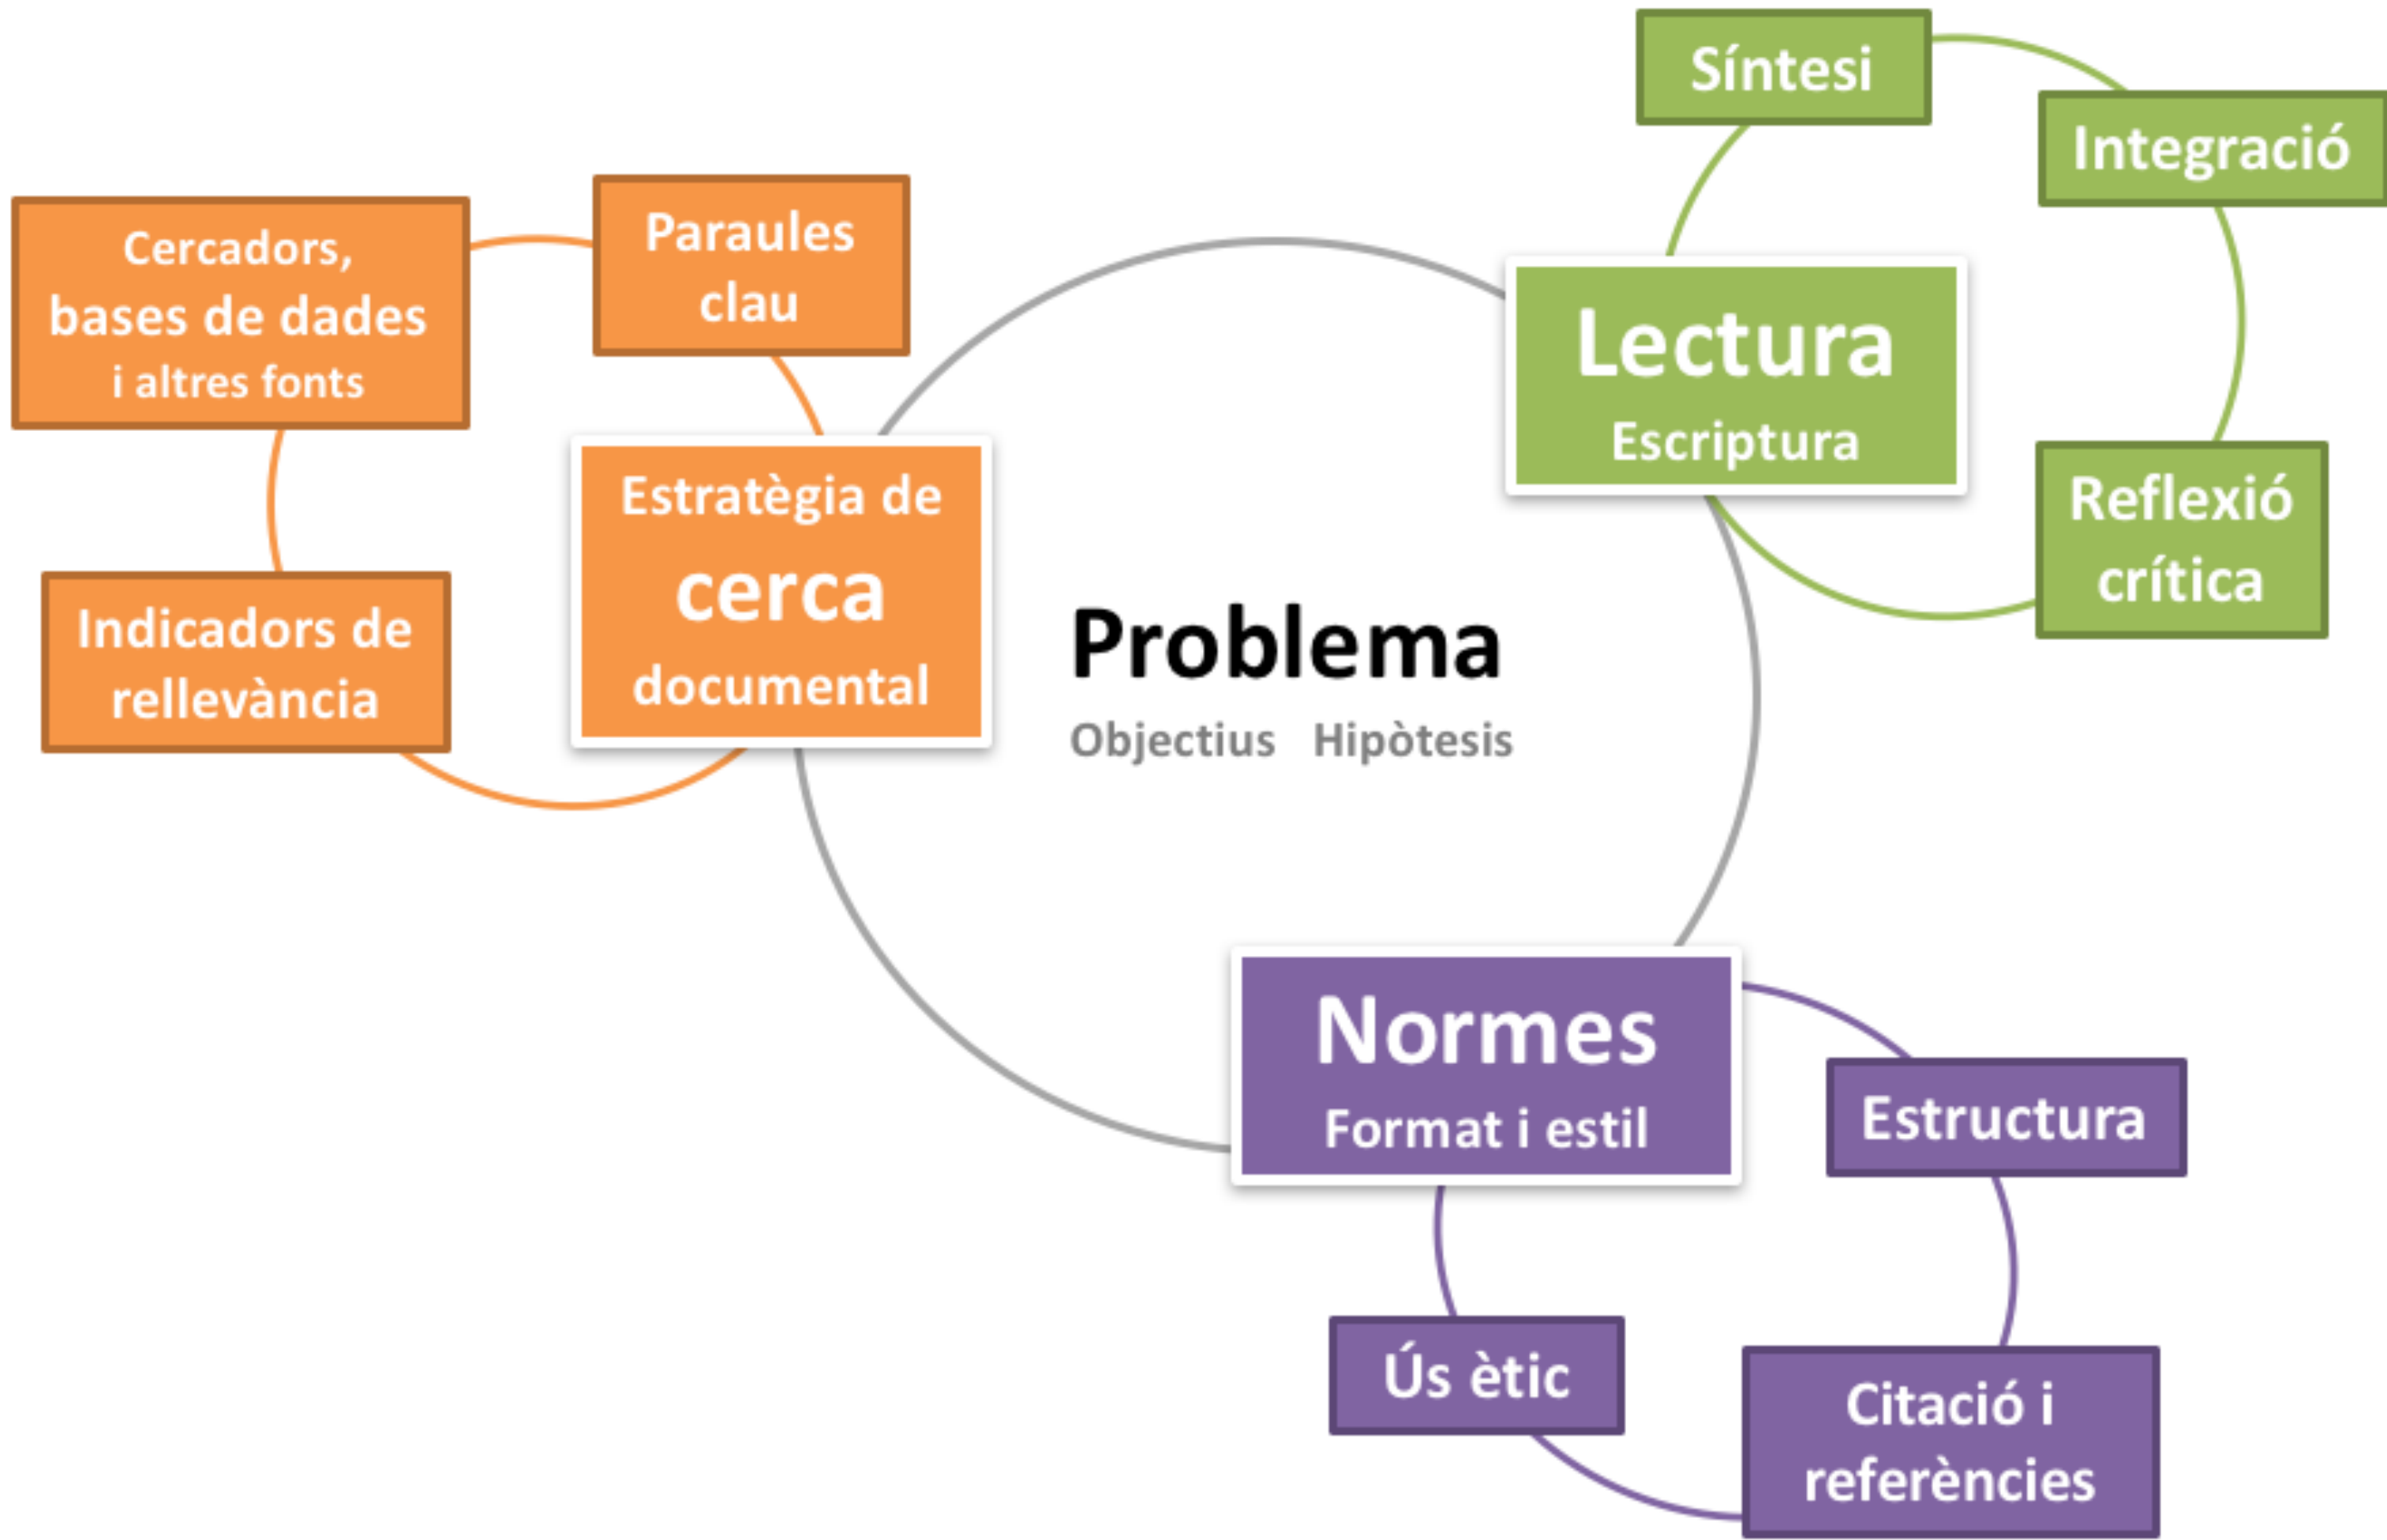 Síntesi
Integració
Cercadors,
bases de dades
i altres fonts
Paraules
clau
Lectura
Escriptura
Estratègia de
cerca
documental
Reflexió
crítica
Indicadors de
rellevància
Problema
Objectius Hipòtesis
Normes
Format i estil
Estructura
Ús ètic
Citació i
referències